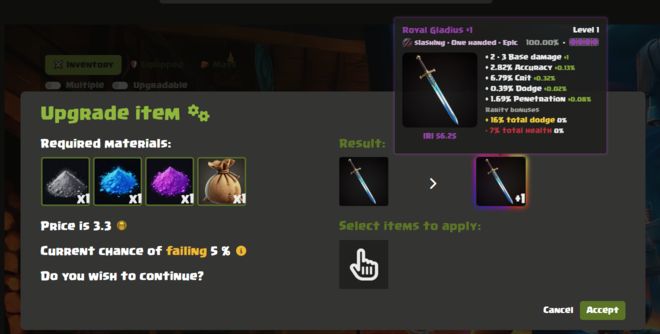 Royal Gladius +1
Level 1
Slashing - One handed - Epic
100.00% -
Inventory
Equipped
Multiple
Upgradable
• 2 - 3 Base damage +1
• 2.82% Accuracy +0.13%
• 6.79% Crit +0.32%
• 0.39% Dodge +0.02%
• 1.69% Penetration +0.08%
Rarity bonuses
• 16% total dodge 0%
- 7% total health 0%
Upgrade item
Required materials:
Result:
x1
x1
x1
x1
+1
Price is 3.3
Select items to apply:
Current chance of failing 5 %
Do you wish to continue?
Cancel
Accept